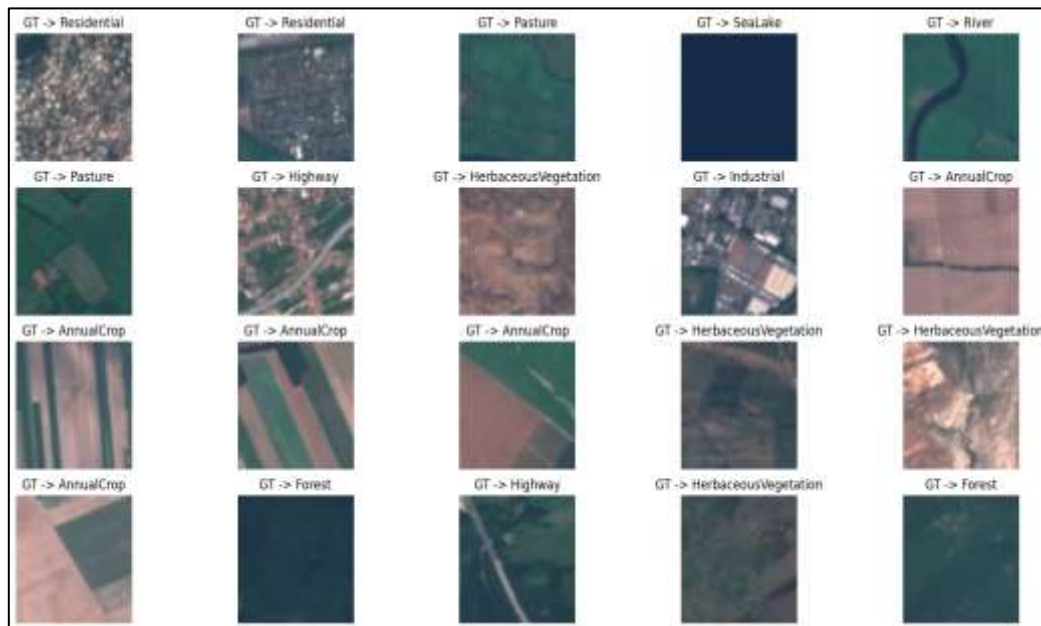 GT -> Residential
GT -> Residential
GT -> Pasture
GT -> SeaLake
GT -> River
GT -> Pasture
GT -> Highway
GT -> HerbaceousVegetation
GT -> Industrial
GT -> AnnualCrop
GT -> AnnualCrop
GT -> AnnualCrop
GT -> AnnualCrop
GT -> HerbaceousVegetation
GT -> HerbaceousVegetation
GT -> AnnualCrop
GT -> Forest
GT -> Highway
GT -> HerbaceousVegetation
GT -> Forest